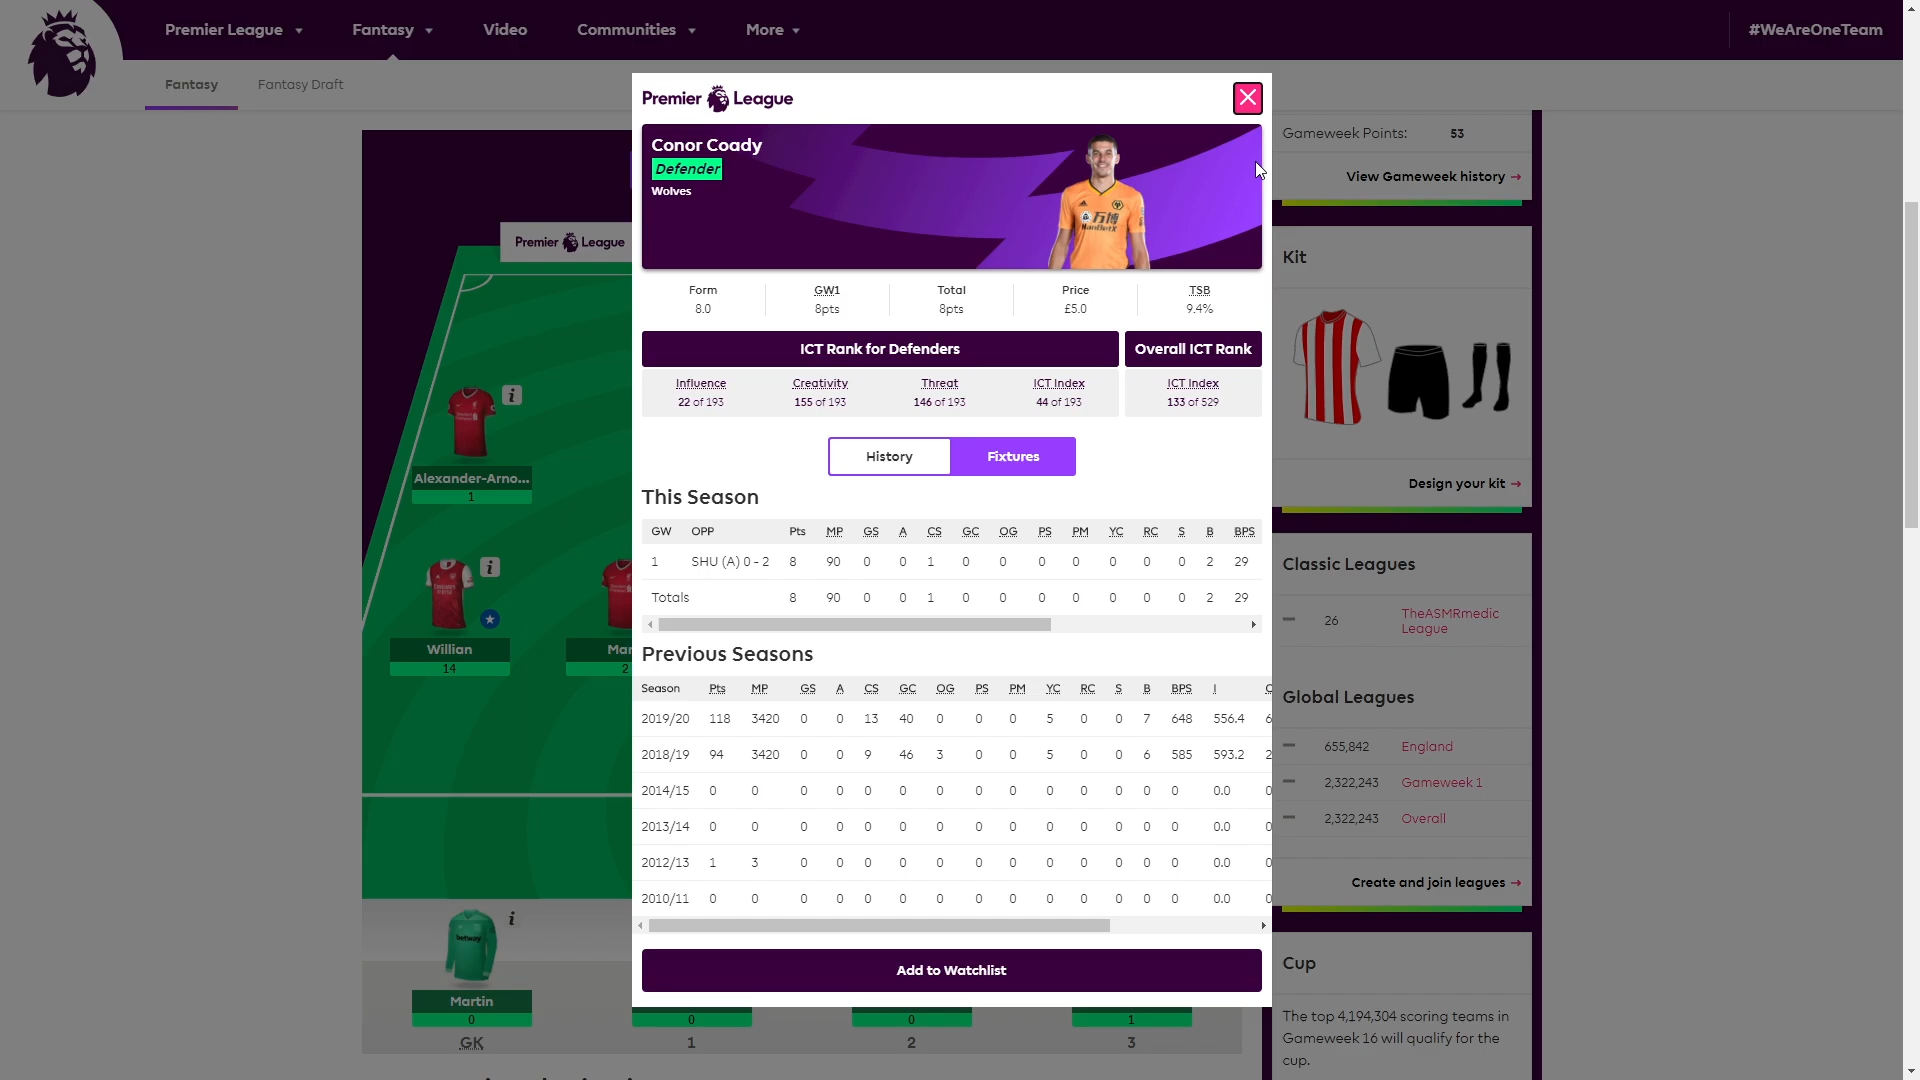 Premier League
Fantasy
Video
Communities
More
#WeAreOneTeam
Fantasy
Fantasy Draft
Premier League
Conor Coady
Defender
Wolves
万博
ManBetX
Form GW1 Total Price TSB
8.0 8pts 8pts £5.0 9.4%
ICT Rank for Defenders
Overall ICT Rank
Influence Creativity Threat ICT Index ICT Index
22 of 193 155 of 193 146 of 193 44 of 193 133 of 529
History
Fixtures
This Season
GW OPP Pts MP GS A CS GC OG PS PM YC RC S B BPS
1 SHU (A) 0 - 2 8 90 0 0 1 0 0 0 0 0 0 0 2 29
Totals 8 90 0 0 1 0 0 0 0 0 0 0 2 29
Previous Seasons
Season Pts MP GS A CS GC OG PS PM YC RC S B BPS I
2019/20 118 3420 0 0 13 40 0 0 0 5 0 0 7 648 556.4 6
2018/19 94 3420 0 0 9 46 3 0 0 5 0 0 6 585 593.2 2
2014/15 0 0 0 0 0 0 0 0 0 0 0 0 0 0 0.0 0
2013/14 0 0 0 0 0 0 0 0 0 0 0 0 0 0 0.0 0
2012/13 1 3 0 0 0 0 0 0 0 0 0 0 0 0 0.0 0
2010/11 0 0 0 0 0 0 0 0 0 0 0 0 0 0 0.0 0
Add to Watchlist
Premier League
Alexander-Arno...
1
Willian
14
Mar
2
betway
Martin
0
0
0
1
GK
1
2
3
Gameweek Points: 53
View Gameweek history →
Kit
Design your kit →
Classic Leagues
26 TheASMRmedic
League
Global Leagues
655,842 England
2,322,243 Gameweek 1
2,322,243 Overall
Create and join leagues →
Cup
The top 4,194,304 scoring teams in
Gameweek 16 will qualify for the
cup.